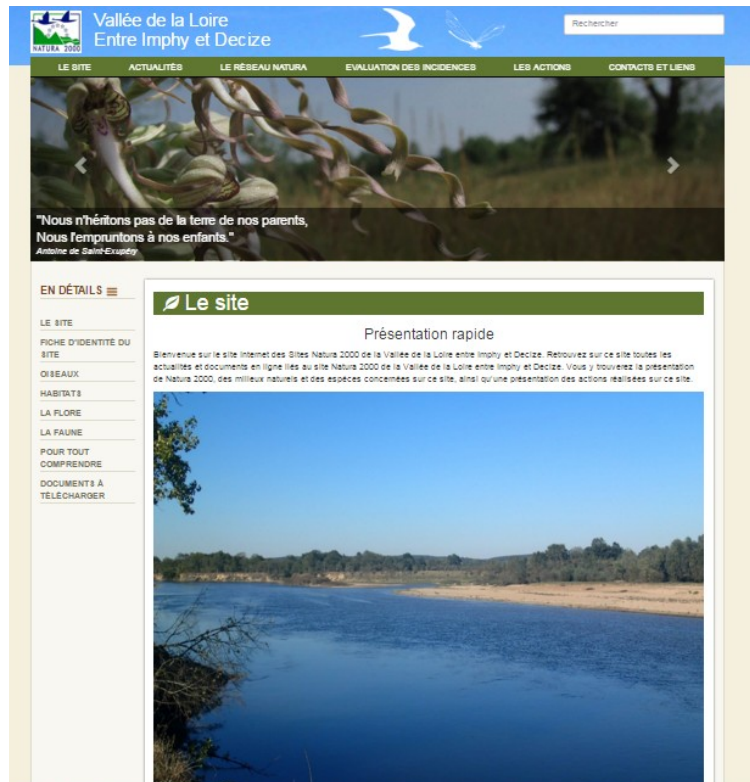 NATURA 2000
Vallée de la Loire
Entre Imphy et Decize
Rechercher
LE SITE ACTUALITÉS LE RÉSEAU NATURA EVALUATION DES INCIDENCES LES ACTIONS CONTACTS ET LIENS
"Nous n'héritons pas de la terre de nos parents,
Nous l'empruntons à nos enfants."
Antoine de Saint-Exupéry
EN DÉTAILS
LE SITE
FICHE D'IDENTITÉ DU
SITE
OISEAUX
HABITATS
LA FLORE
LA FAUNE
POUR TOUT
COMPRENDRE
DOCUMENTS À
TÉLÉCHARGER
Le site
Présentation rapide
Bienvenue sur le site Internet des Sites Natura 2000 de la Vallée de la Loire entre Imphy et Decize. Retrouvez sur ce site toutes les
actualités et documents en ligne liés au site Natura 2000 de la Vallée de la Loire entre Imphy et Decize. Vous y trouverez la présentation
de Natura 2000, des milieux naturels et des espèces concernées sur ce site, ainsi qu'une présentation des actions réalisées sur ce site.